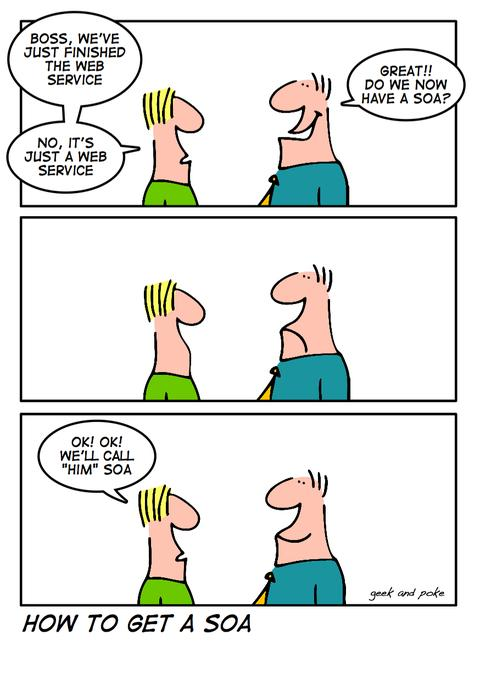 BOSS, WE'VE
JUST FINISHED
THE WEB
SERVICE
GREAT!!
DO WE NOW
HAVE A SOA?
NO, IT'S
JUST A WEB
SERVICE
OK! OK!
WE'LL CALL
"HIM" SOA
geek and poke
HOW TO GET A SOA